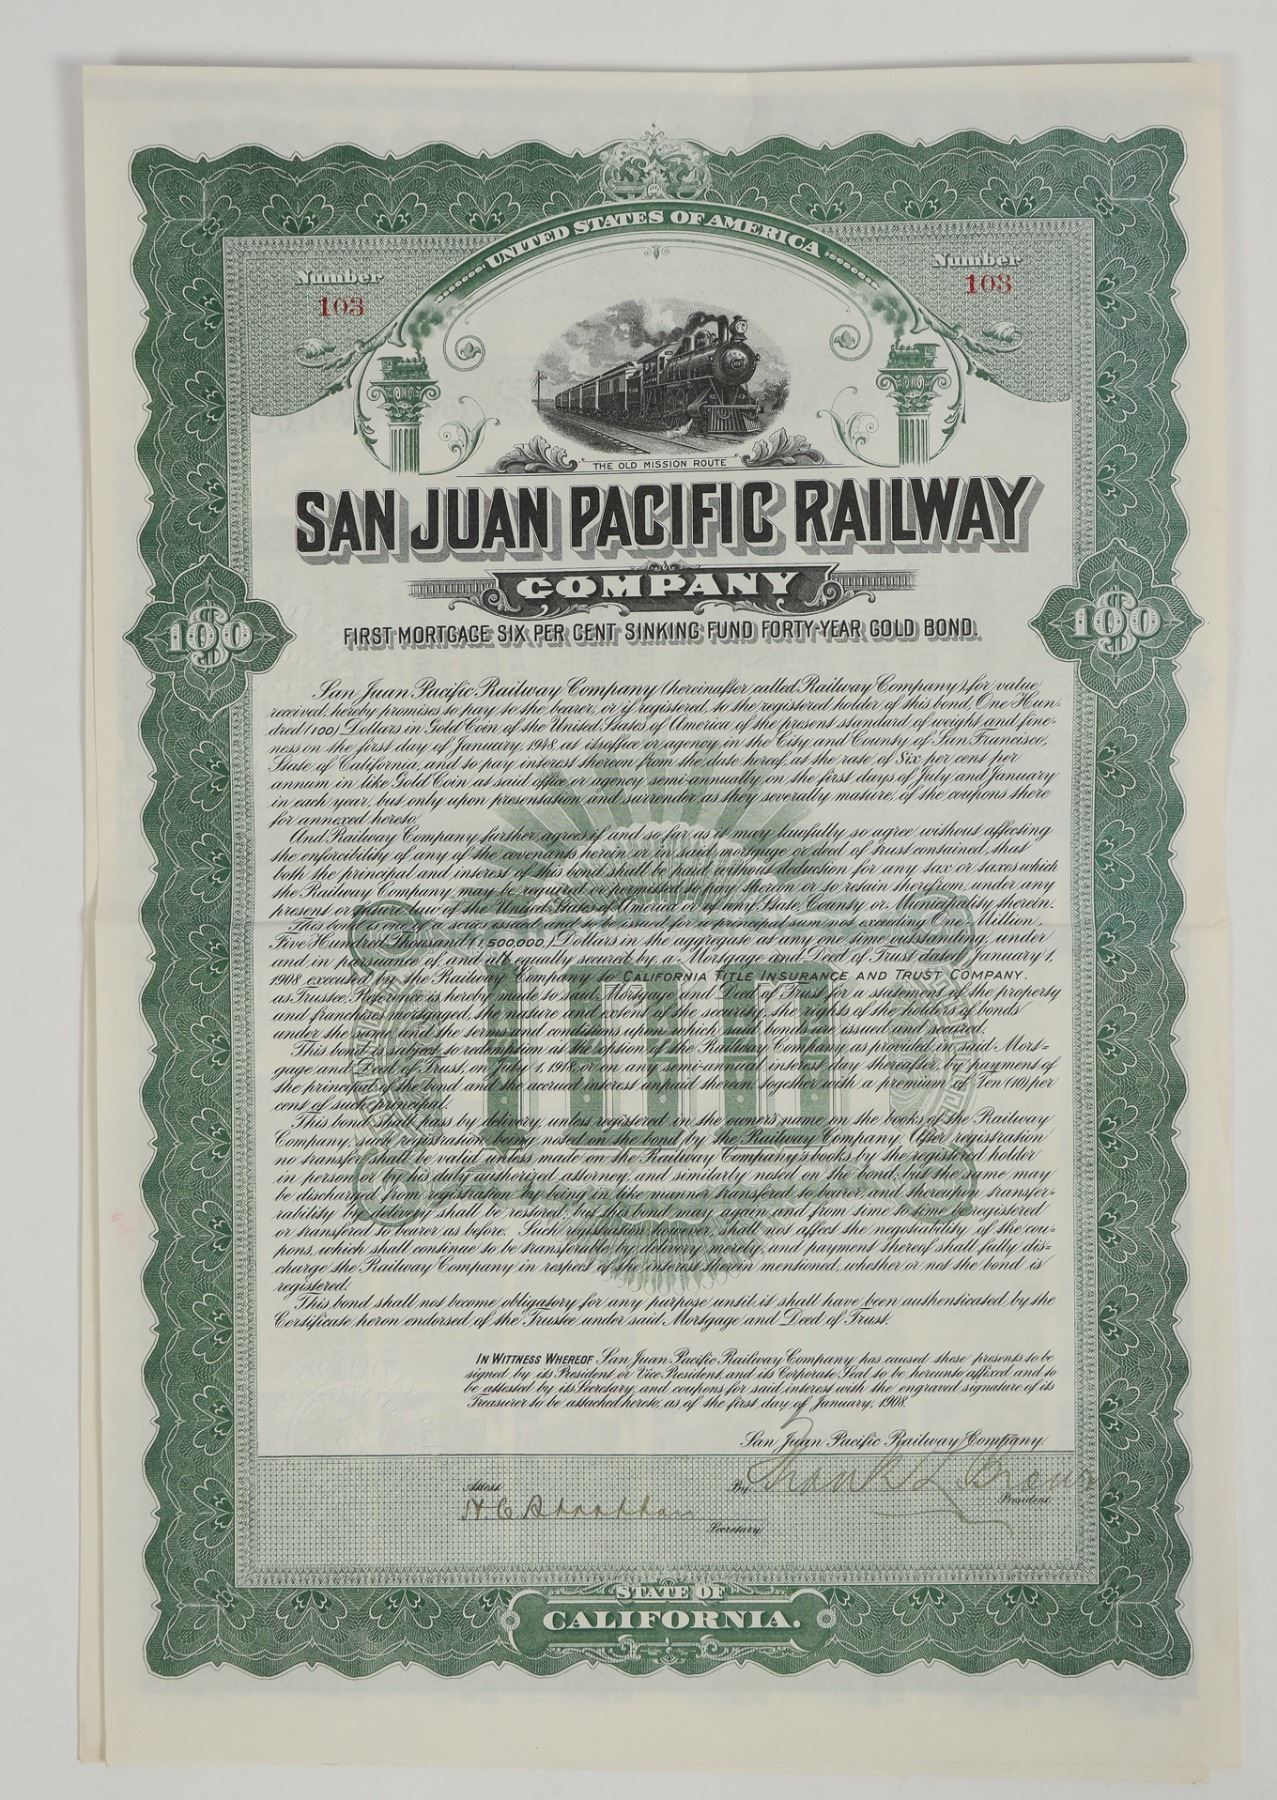 UNITED STATES OF AMERICA
Number
103
Number
103
"THE OLD MISSION ROUTE"
SAN JUAN PACIFIC RAILWAY
COMPANY
FIRST MORTGAGE SIX PER CENT SINKING FUND FORTY-YEAR GOLD BOND.
$100
$100
San Juan Pacific Railway Company (hereinafter called Railway Company), for value
received, hereby promises to pay to the bearer, or if registered, to the registered holder of this bond, One Hun-
dred (100) Dollars in Gold Coin of the United States of America of the present standard of weight and fine-
ness on the first day of January, 1948, at its office or agency in the City and County of San Francisco,
State of California, and to pay interest thereon from the date hereof, at the rate of Six per cent per
annum in like Gold Coin at said office or agency semi-annually, on the first days of July and January
in each year, but only upon presentation and surrender as they severally mature, of the coupons there
for annexed hereto.
And Railway Company further agrees if and so far as it may lawfully so agree, without affecting
the enforcibility of any of the covenants herein or in said mortgage or deed of trust contained, that
both the principal and interest of this bond shall be paid without deduction for any tax or taxes which
the Railway Company may be required or permitted to pay thereon or to retain therefrom, under any
present or future law of the United States of America or of any State, County or Municipality therein.
This bond is one of a series issued and to be issued for a principal sum not exceeding One Million,
Five Hundred Thousand (1,500,000) Dollars in the aggregate at any one time outstanding, under
and in pursuance of, and all equally secured by, a Mortgage and Deed of Trust dated January 1,
1908 executed by the Railway Company to CALIFORNIA TITLE INSURANCE AND TRUST COMPANY.
as Trustee. Reference is hereby made to said Mortgage and Deed of Trust for a statement of the property
and franchises mortgaged, the nature and extent of the security, the rights of the holders of bonds
under the same and the terms and conditions upon which said bonds are issued and secured.
This bond is subject to redemption at the option of the Railway Company as provided in said Mort-
gage and Deed of Trust, on July 1, 1918, or on any semi-annual interest day thereafter, by payment of
the principal of the bond and the accrued interest unpaid thereon, together with a premium of Ten (10) per
cent of such principal.
This bond shall pass by delivery, unless registered in the owner's name on the books of the Railway
Company, such registration being noted on the bond by the Railway Company. After registration
no transfer shall be valid unless made on the Railway Company's books by the registered holder
in person or by his duly authorized attorney, and similarly noted on the bond, but the same may
be discharged from registration by being in like manner transfered to bearer, and thereupon transfer-
rability by delivery shall be restored; but this bond may again, and from time to time be registered
or transfered to bearer as before. Such registration however, shall not affect the negotiability of the cou-
pons, which shall continue to be transferable by delivery merely, and payment thereof shall fully dis-
charge the Railway Company in respect of the interest therein mentioned, whether or not the bond is
registered.
This bond shall not become obligatory for any purpose until it shall have been authenticated by the
Certificate heron endorsed of the Trustee under said Mortgage and Deed of Trust.
IN WITNESS WHEREOF San Juan Pacific Railway Company has caused these presents to be
signed by its President or Vice President, and its Corporate Seal to be hereunto affixed and to
be attested by its Secretary, and coupons for said interest with the engraved signature of its
Treasurer to be attached hereto, as of the first day of January, 1908.
San Juan Pacific Railway Company.
Attest
By Frank L Brown
President.
H C
Secretary
STATE OF
CALIFORNIA.